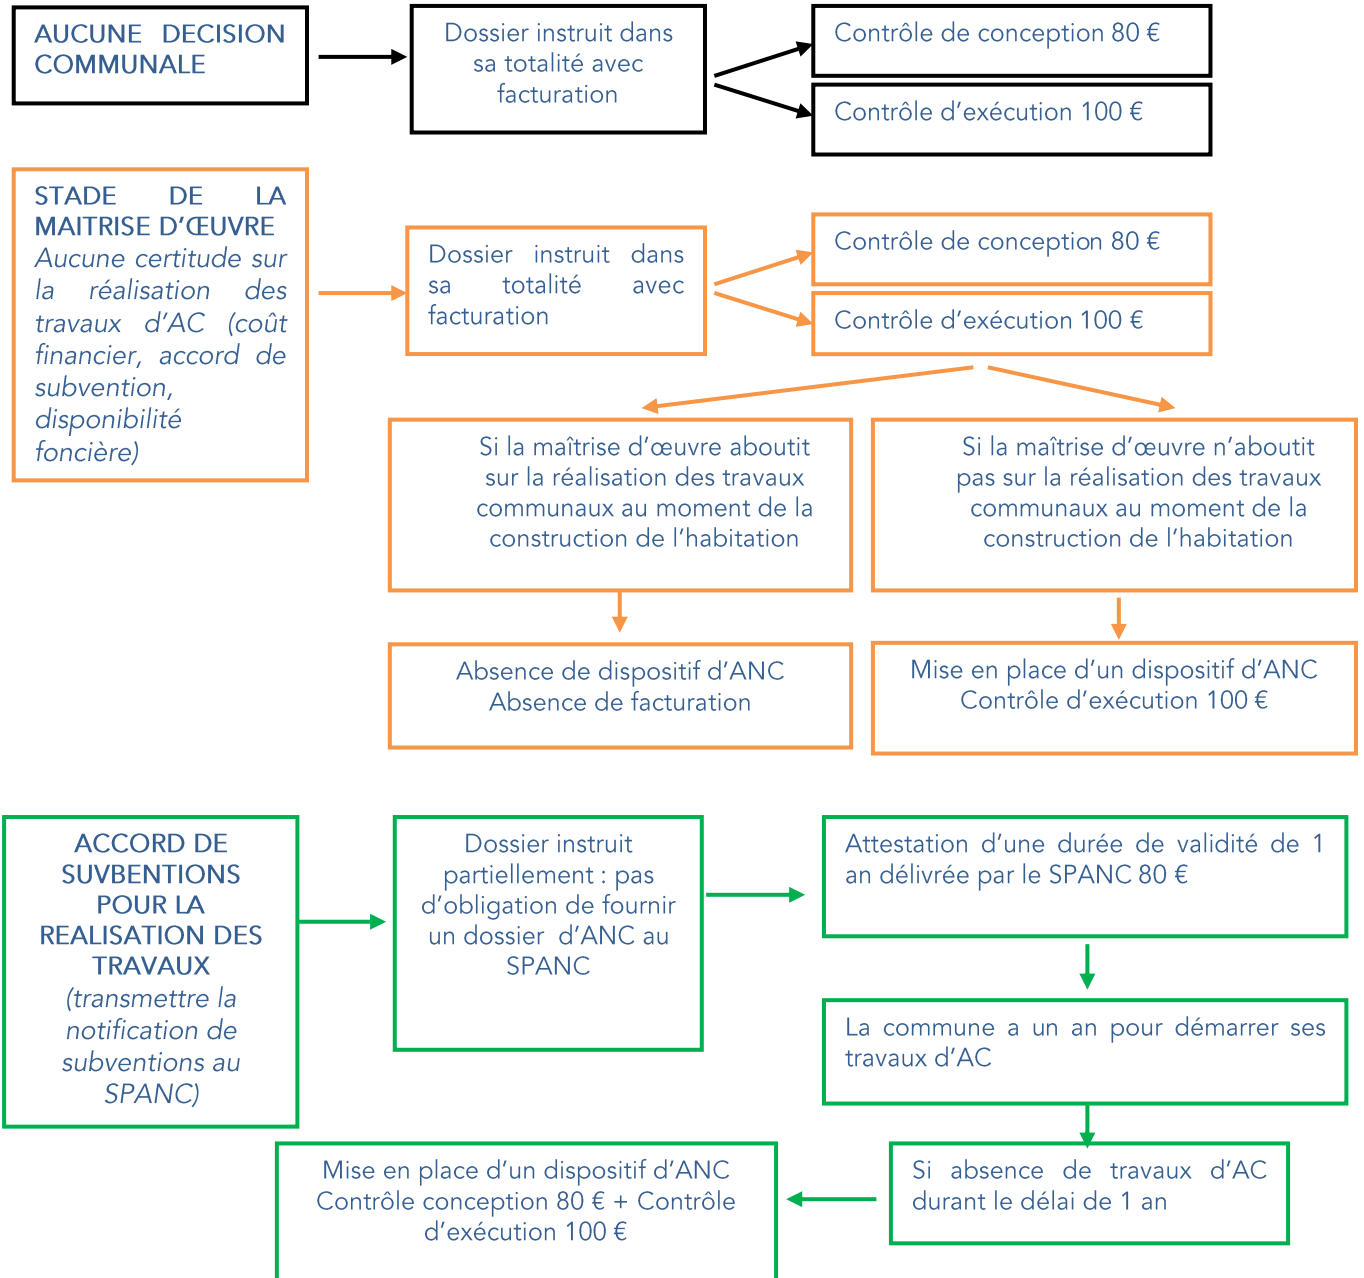 AUCUNE DECISION
COMMUNALE
Dossier instruit dans
sa totalité avec
facturation
Contrôle de conception 80 €
Contrôle d’exécution 100 €
STADE DE LA
MAITRISE D’ŒUVRE
Aucune certitude sur
la réalisation des
travaux d’AC (coût
financier, accord de
subvention,
disponibilité
foncière)
Dossier instruit dans
sa totalité avec
facturation
Contrôle de conception 80 €
Contrôle d’exécution 100 €
Si la maîtrise d’œuvre aboutit
sur la réalisation des travaux
communaux au moment de la
construction de l’habitation
Si la maîtrise d’œuvre n’aboutit
pas sur la réalisation des travaux
communaux au moment de la
construction de l’habitation
Absence de dispositif d’ANC
Absence de facturation
Mise en place d’un dispositif d’ANC
Contrôle d’exécution 100 €
ACCORD DE
SUVBENTIONS
POUR LA
REALISATION DES
TRAVAUX
(transmettre la
notification de
subventions au
SPANC)
Dossier instruit
partiellement : pas
d’obligation de fournir
un dossier d’ANC au
SPANC
Attestation d’une durée de validité de 1
an délivrée par le SPANC 80 €
La commune a un an pour démarrer ses
travaux d’AC
Si absence de travaux d’AC
durant le délai de 1 an
Mise en place d’un dispositif d’ANC
Contrôle conception 80 € + Contrôle
d’exécution 100 €